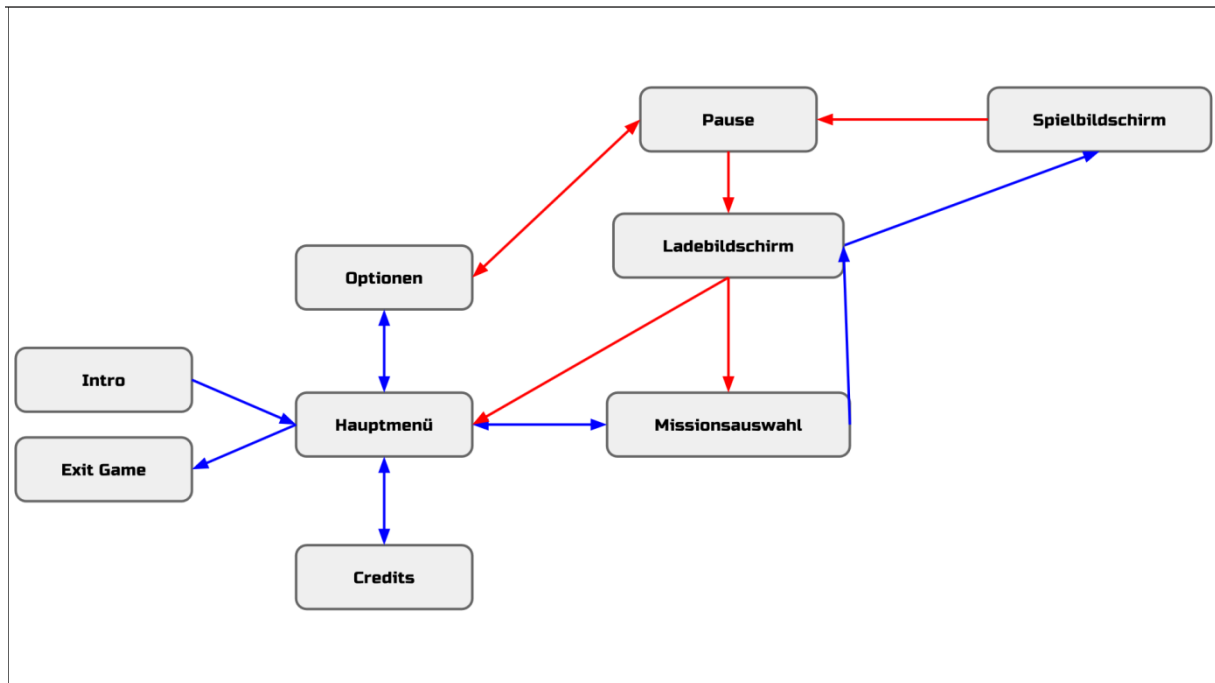 Pause
Spielbildschirm
Ladebildschirm
Optionen
Intro
Hauptmenü
Missionsauswahl
Exit Game
Credits